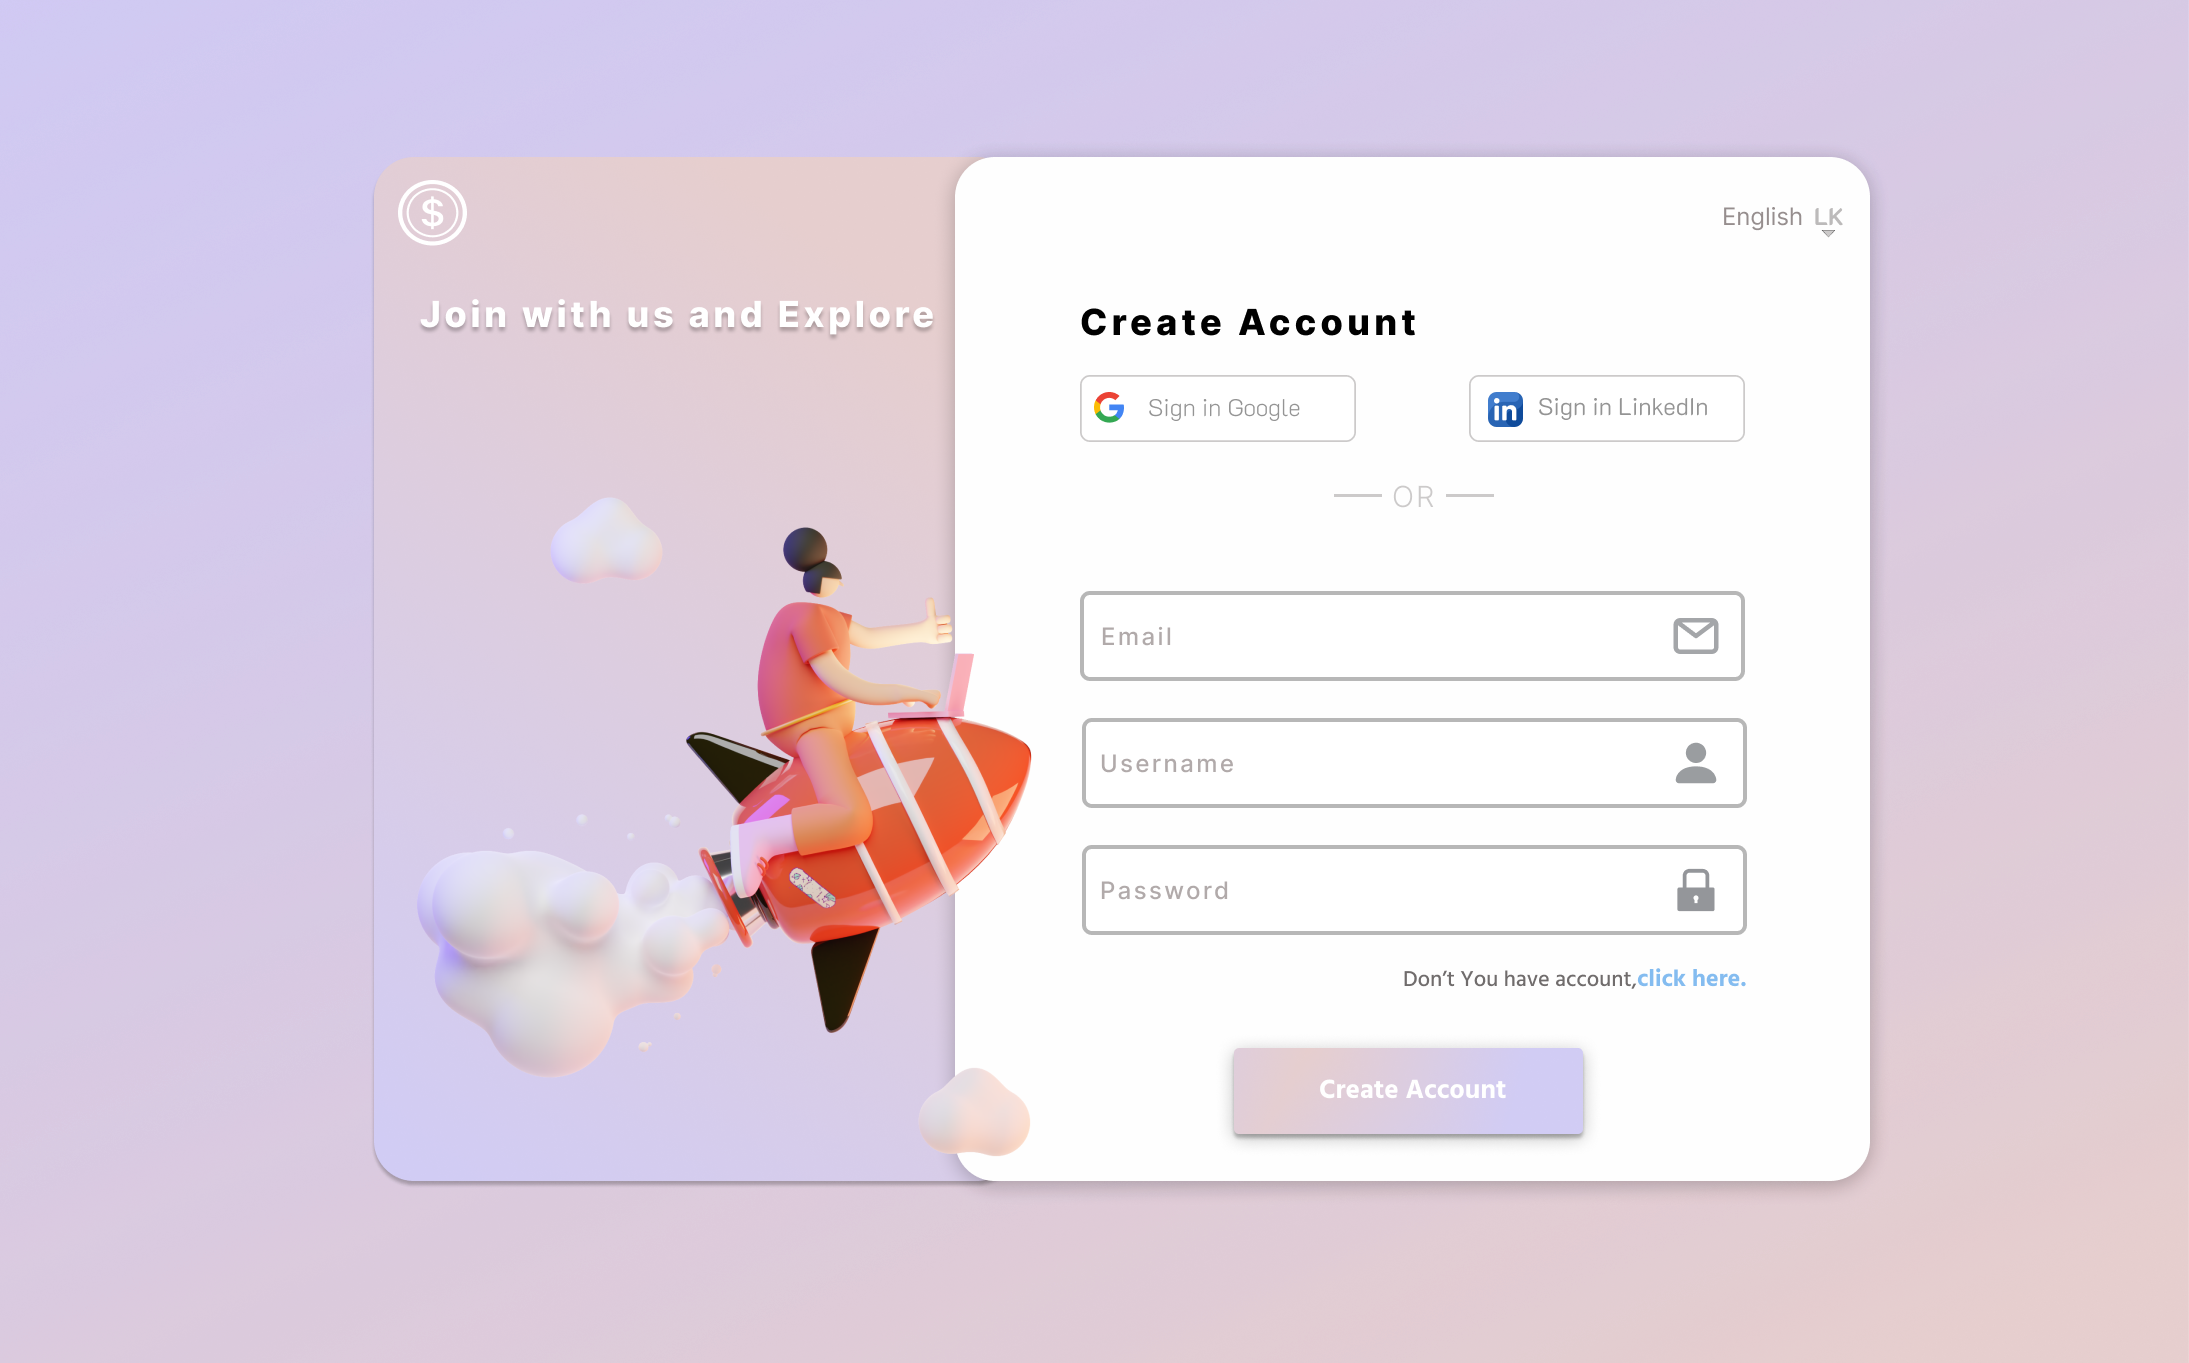 $
Join with us and Explore
English LK
Create Account
Sign in Google
in Sign in LinkedIn
OR
Email
Username
Password
Don’t You have account,click here.
Create Account